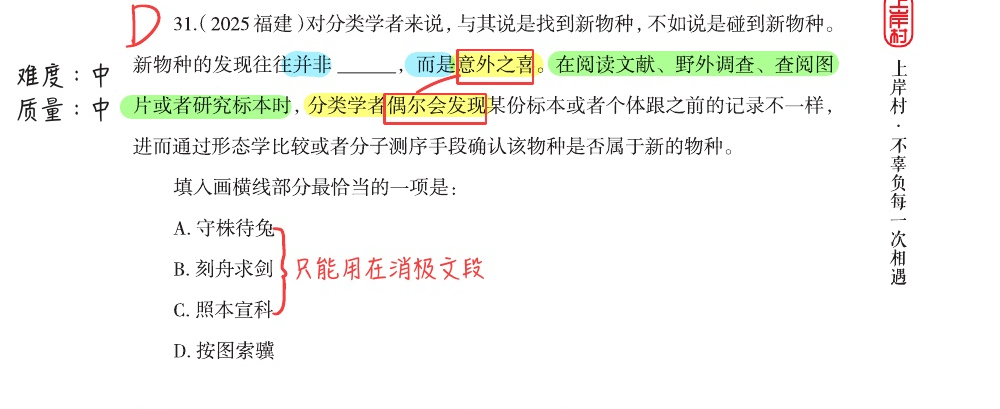 D 31.(2025福建)对分类学者来说,与其说是找到新物种,不如说是碰到新物种。
新物种的发现往往并非 ______,而是意外之喜。在阅读文献、野外调查、查阅图
片或者研究标本时,分类学者偶尔会发现某份标本或者个体跟之前的记录不一样,
进而通过形态学比较或者分子测序手段确认该物种是否属于新的物种。
难度:中
质量:中
填入画横线部分最恰当的一项是:
A. 守株待兔
B. 刻舟求剑
C. 照本宣科
只能用在消极文段
D. 按图索骥
上岸村
上岸村·不辜负每一次相遇